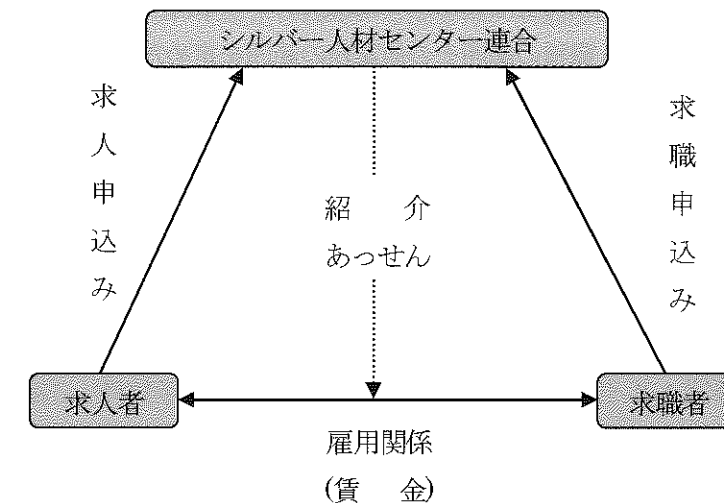 シルバー人材センター連合
求人申込み
求職申込み
紹　介
あっせん
求人者
求職者
雇用関係
(賃　金)